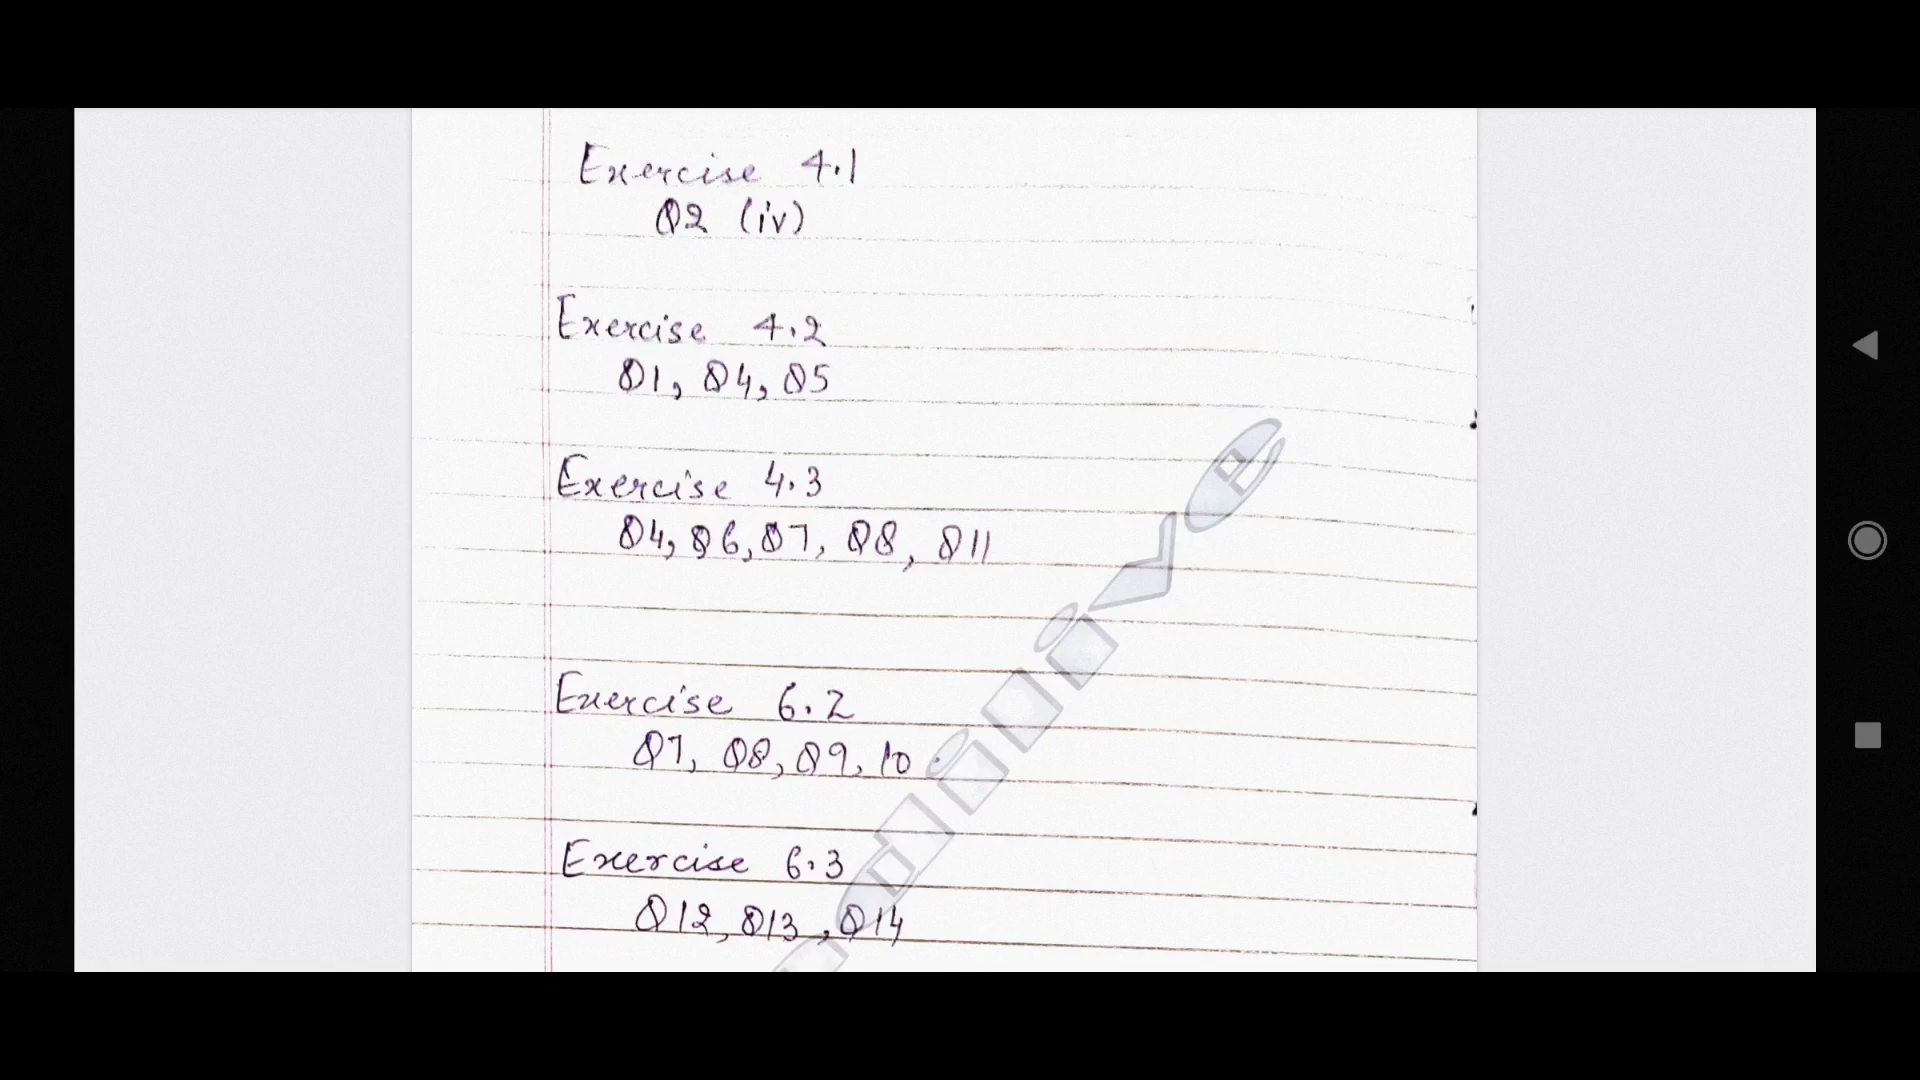 Exercise 4.1
Q2 (iv)
Exercise 4.2
Q1, Q4, Q5
Exercise 4.3
Q4, Q6, Q7, Q8, Q11
Exercise 6.2
Q7, Q8, Q9, 10.
Exercise 6.3
Q12, Q13, Q14